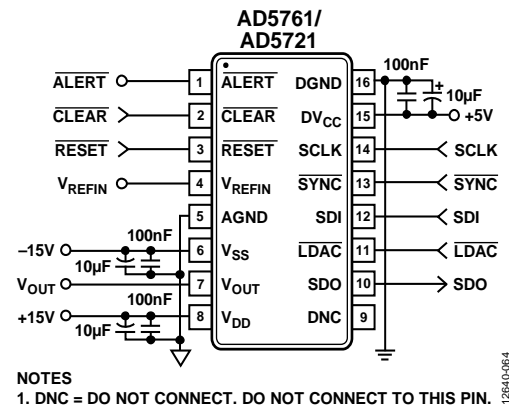 AD5761/
AD5721
ALERT
CLEAR
RESET
VREFIN
–15V
100nF
10µF
VOUT
100nF
+15V
10µF
1 ALERT
2 CLEAR
3 RESET
4 VREFIN
5 AGND
6 VSS
7 VOUT
8 VDD
DGND 16
DVCC 15
SCLK 14
SYNC 13
SDI 12
LDAC 11
SDO 10
DNC 9
100nF
+
10µF
+5V
SCLK
SYNC
SDI
LDAC
SDO
NOTES
1. DNC = DO NOT CONNECT. DO NOT CONNECT TO THIS PIN.
12640-064